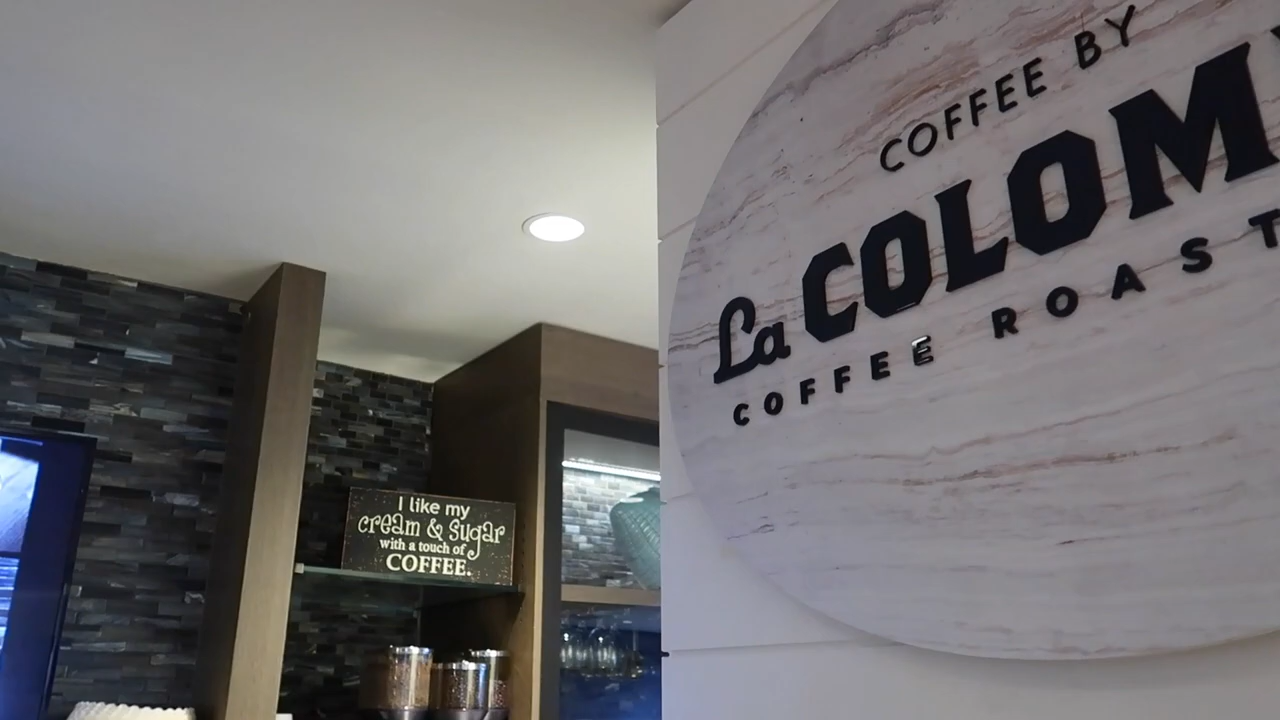 COFFEE BY
La COLOM
COFFEE ROAST
I like my
cream & sugar
with a touch of
COFFEE.